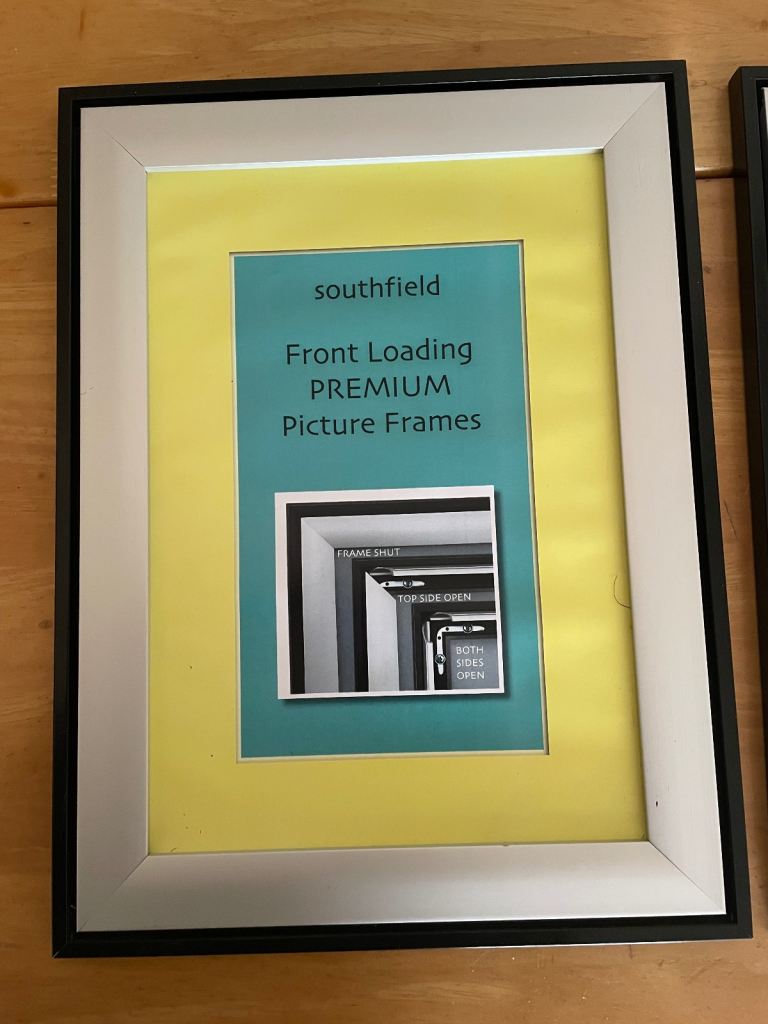 southfield
Front Loading
PREMIUM
Picture Frames
FRAME SHUT
TOP SIDE OPEN
BOTH
SIDES
OPEN